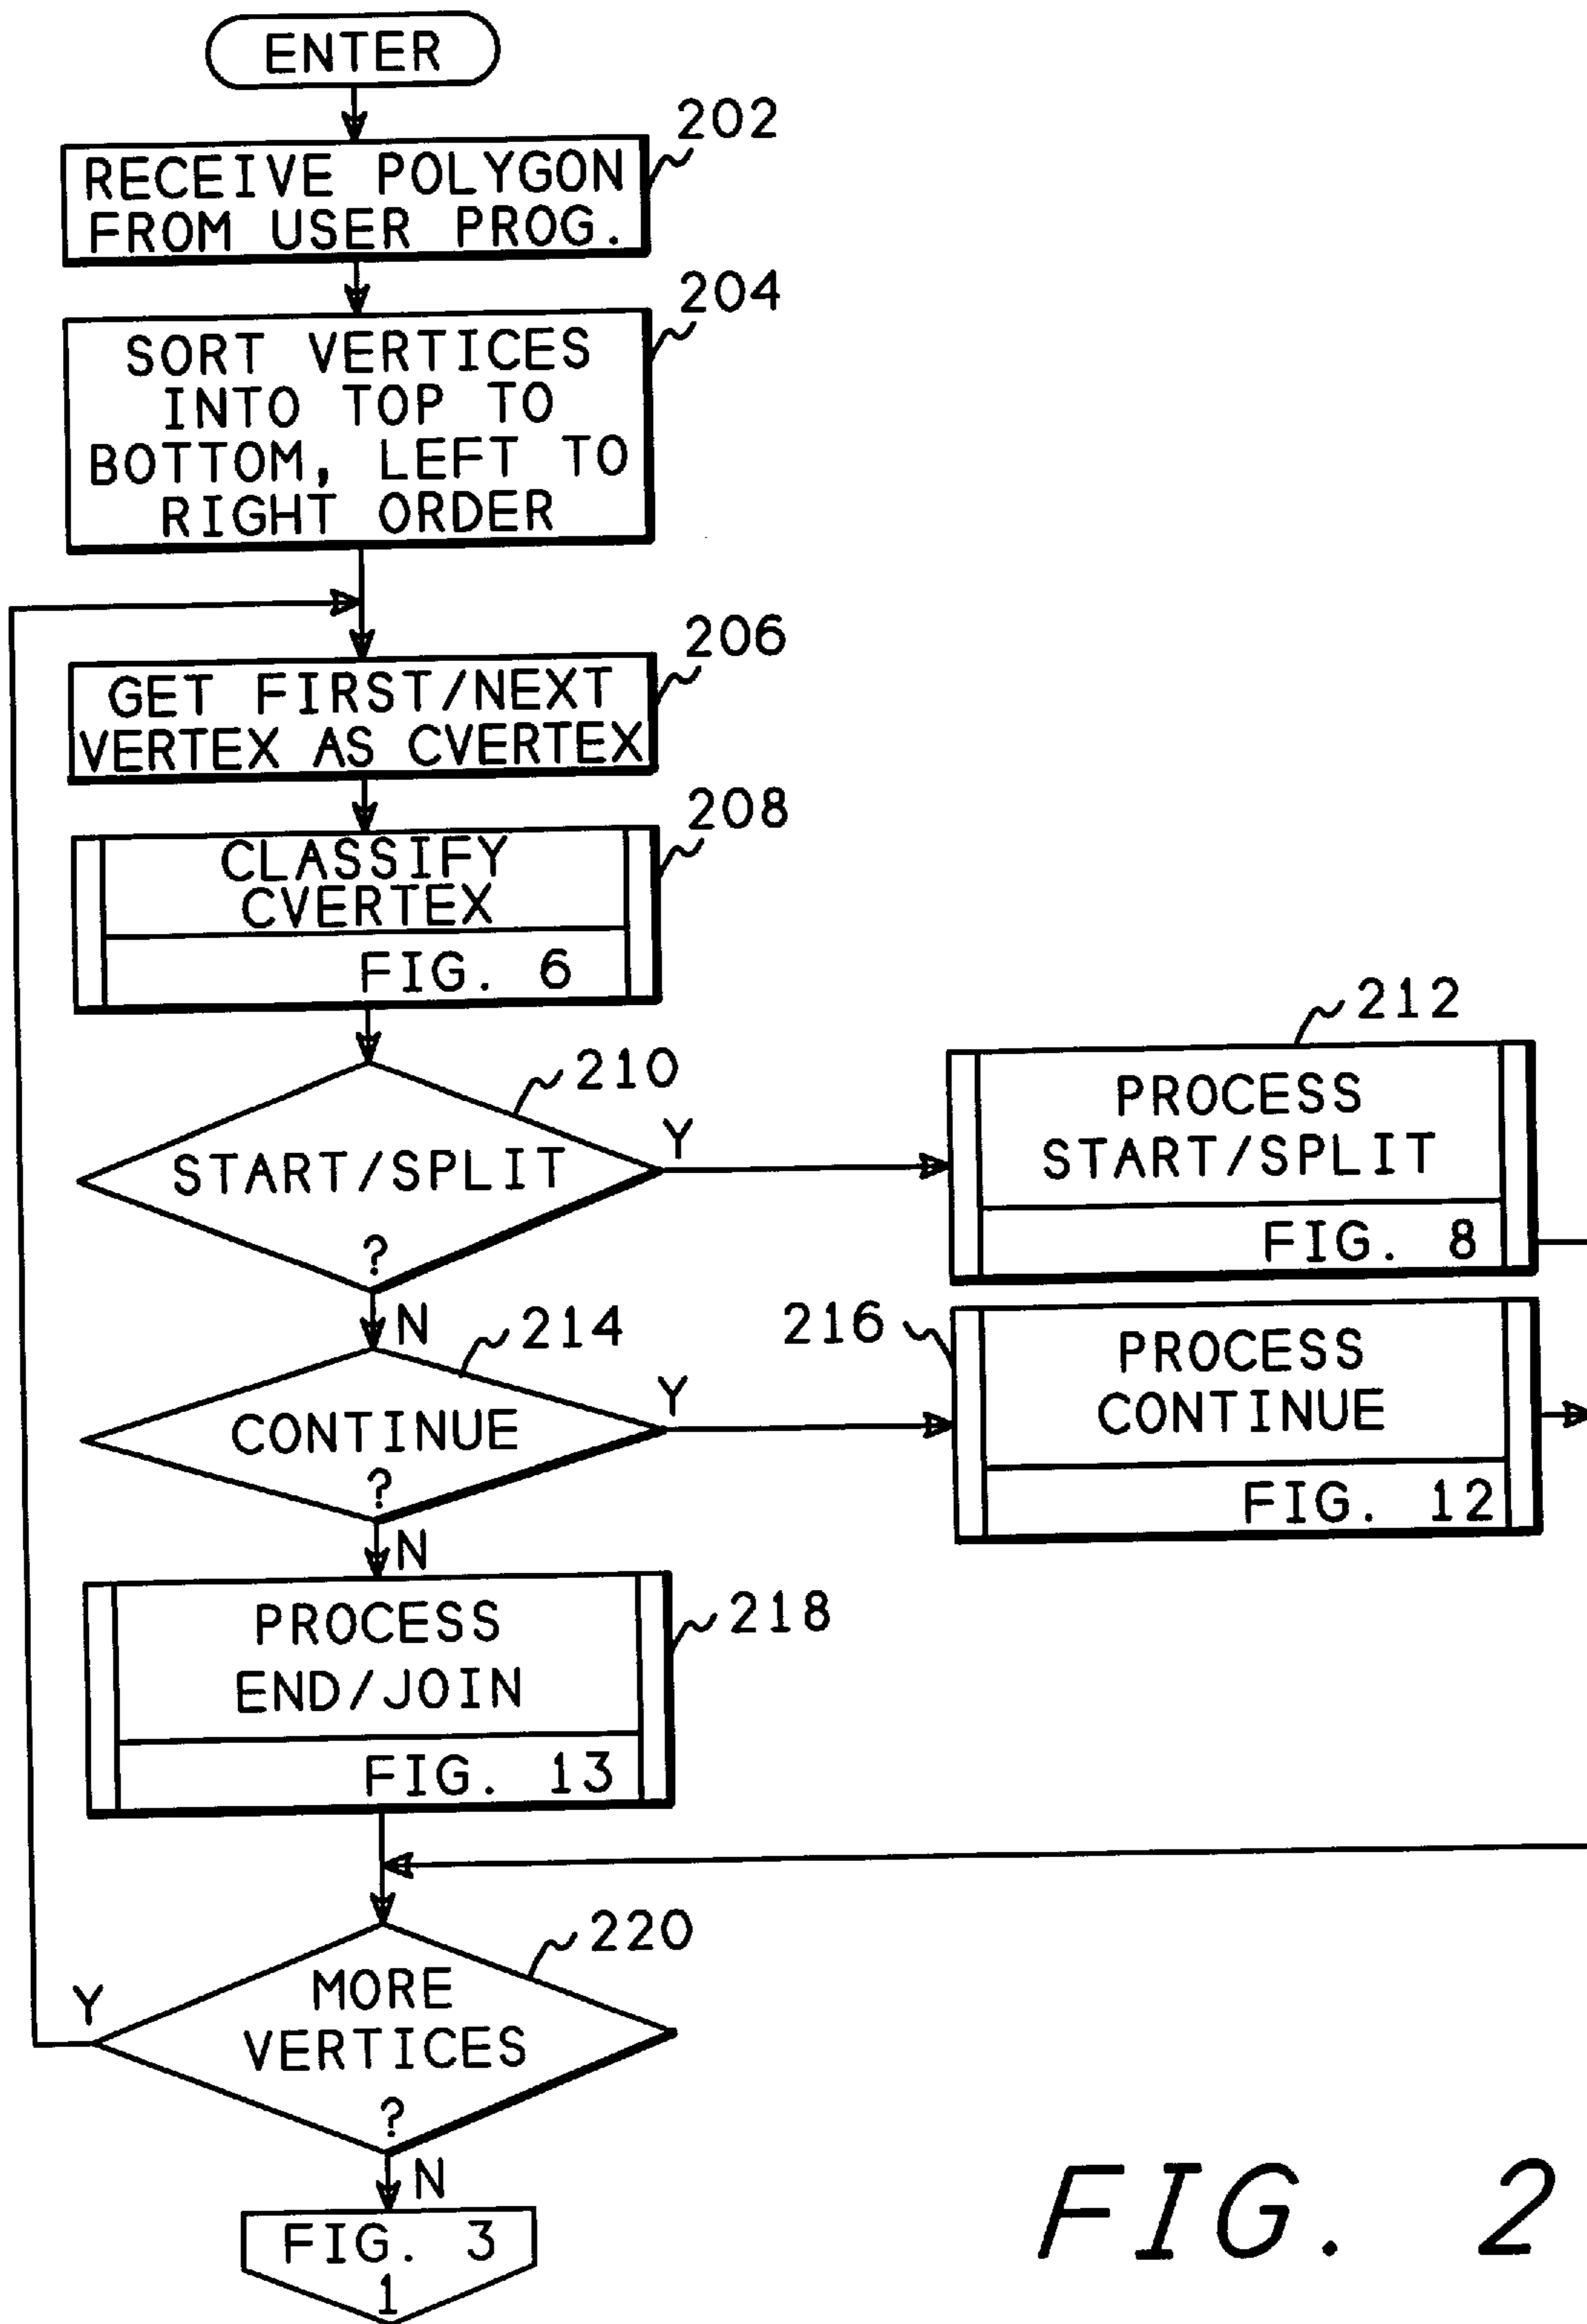 ENTER
202
RECEIVE POLYGON
FROM USER PROG.
204
SORT VERTICES
INTO TOP TO
BOTTOM, LEFT TO
RIGHT ORDER
206
GET FIRST/NEXT
VERTEX AS CVERTEX
208
CLASSIFY
CVERTEX
FIG. 6
210
START/SPLIT
?
Y
N
212
PROCESS
START/SPLIT
FIG. 8
214
CONTINUE
?
Y
N
216
PROCESS
CONTINUE
FIG. 12
218
PROCESS
END/JOIN
FIG. 13
220
MORE
VERTICES
?
Y
N
FIG. 3
1
FIG. 2